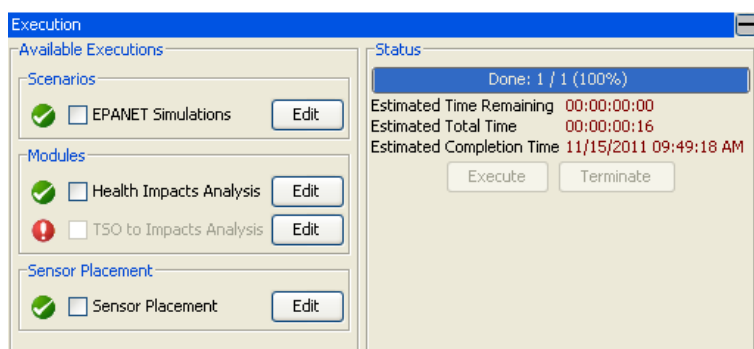 Execution
Available Executions
Scenarios
EPANET Simulations Edit
Modules
Health Impacts Analysis Edit
TSO to Impacts Analysis Edit
Sensor Placement
Sensor Placement Edit
Status
Done: 1 / 1 (100%)
Estimated Time Remaining 00:00:00:00
Estimated Total Time 00:00:00:16
Estimated Completion Time 11/15/2011 09:49:18 AM
Execute Terminate